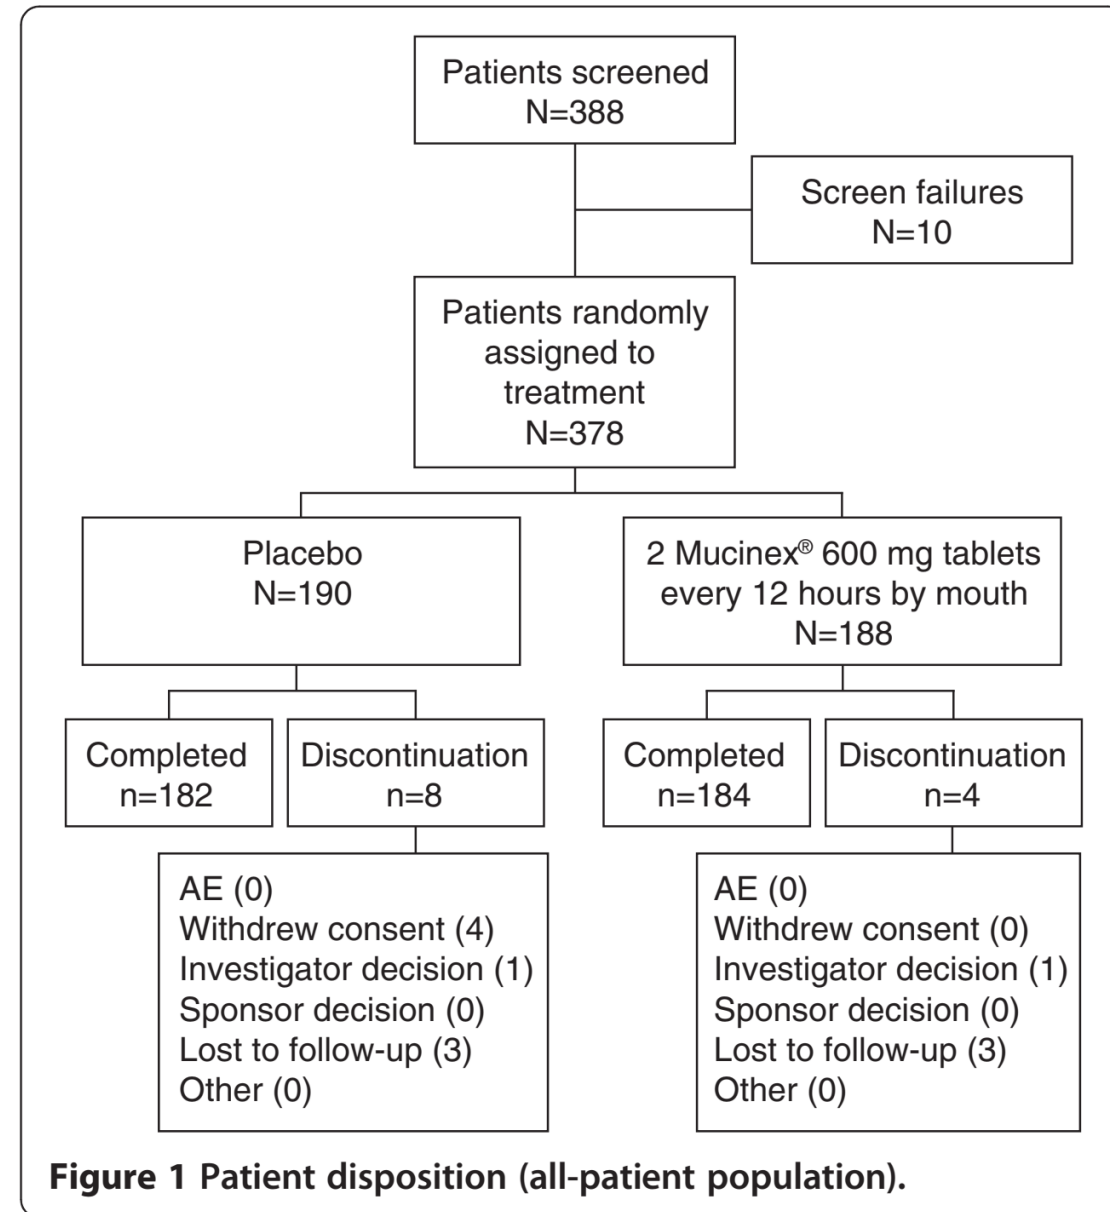 Patients screened
N=388
Screen failures
N=10
Patients randomly
assigned to
treatment
N=378
Placebo
N=190
2 Mucinex® 600 mg tablets
every 12 hours by mouth
N=188
Completed
n=182
Discontinuation
n=8
Completed
n=184
Discontinuation
n=4
AE (0)
Withdrew consent (4)
Investigator decision (1)
Sponsor decision (0)
Lost to follow-up (3)
Other (0)
AE (0)
Withdrew consent (0)
Investigator decision (1)
Sponsor decision (0)
Lost to follow-up (3)
Other (0)
Figure 1 Patient disposition (all-patient population).